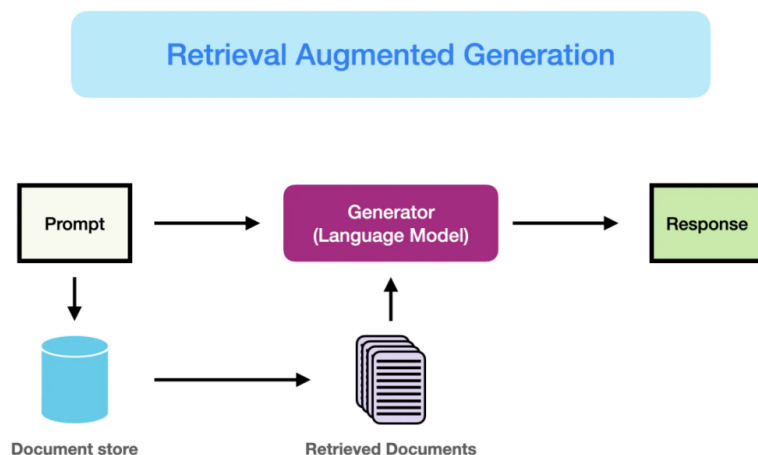 Retrieval Augmented Generation
Prompt
Generator
(Language Model)
Response
Document store
Retrieved Documents